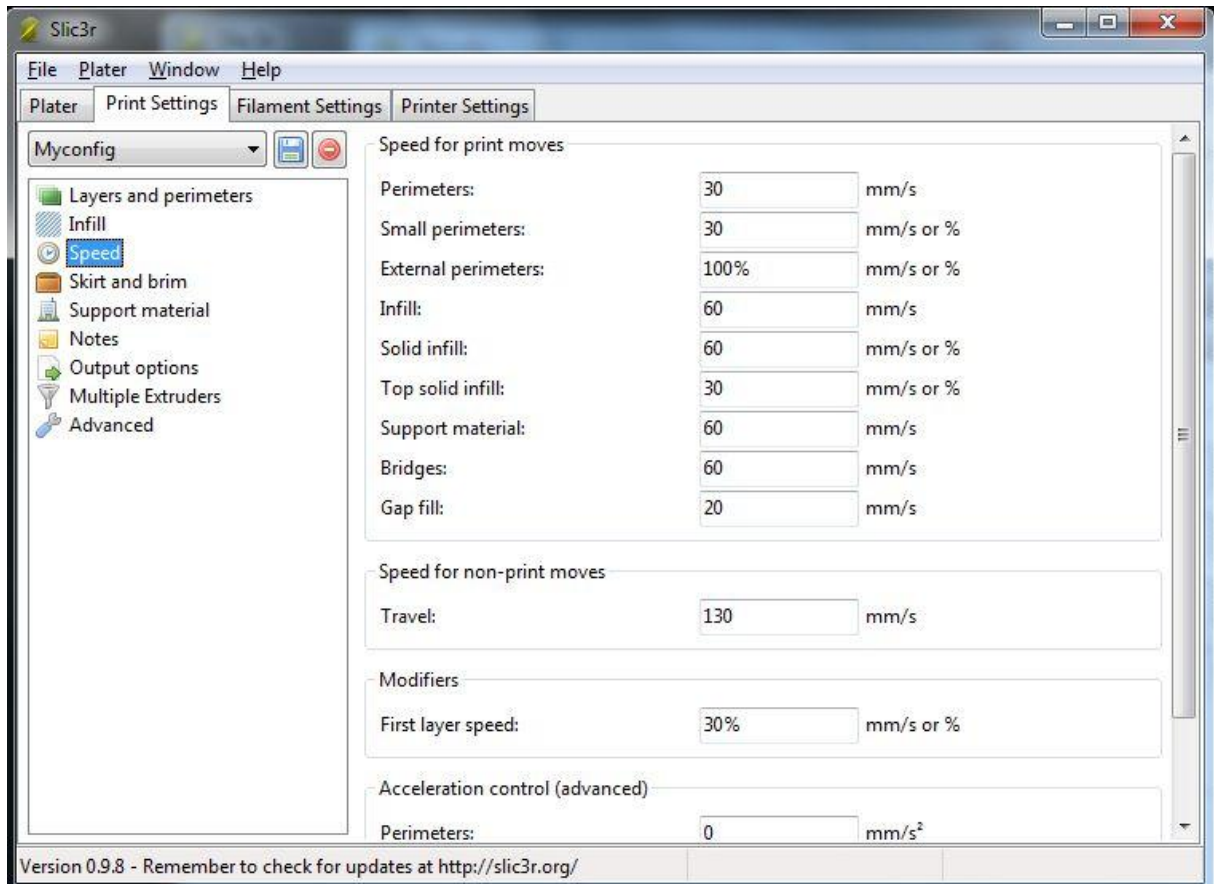 Slic3r
File Plater Window Help
Plater Print Settings Filament Settings Printer Settings
Myconfig
Layers and perimeters
Infill
Speed
Skirt and brim
Support material
Notes
Output options
Multiple Extruders
Advanced
Speed for print moves
Perimeters: 30 mm/s
Small perimeters: 30 mm/s or %
External perimeters: 100% mm/s or %
Infill: 60 mm/s
Solid infill: 60 mm/s or %
Top solid infill: 30 mm/s or %
Support material: 60 mm/s
Bridges: 60 mm/s
Gap fill: 20 mm/s
Speed for non-print moves
Travel: 130 mm/s
Modifiers
First layer speed: 30% mm/s or %
Acceleration control (advanced)
Perimeters: 0 mm/s²
Version 0.9.8 - Remember to check for updates at http://slic3r.org/